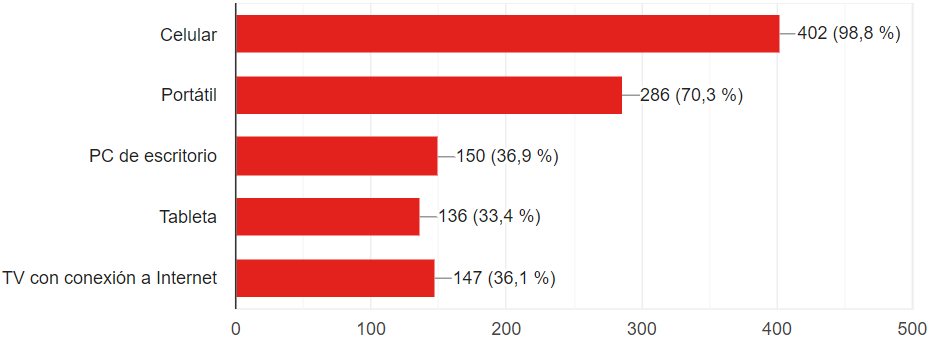 Celular 402 (98,8 %)
Portátil 286 (70,3 %)
PC de escritorio 150 (36,9 %)
Tableta 136 (33,4 %)
TV con conexión a Internet 147 (36,1 %)
0 100 200 300 400 500